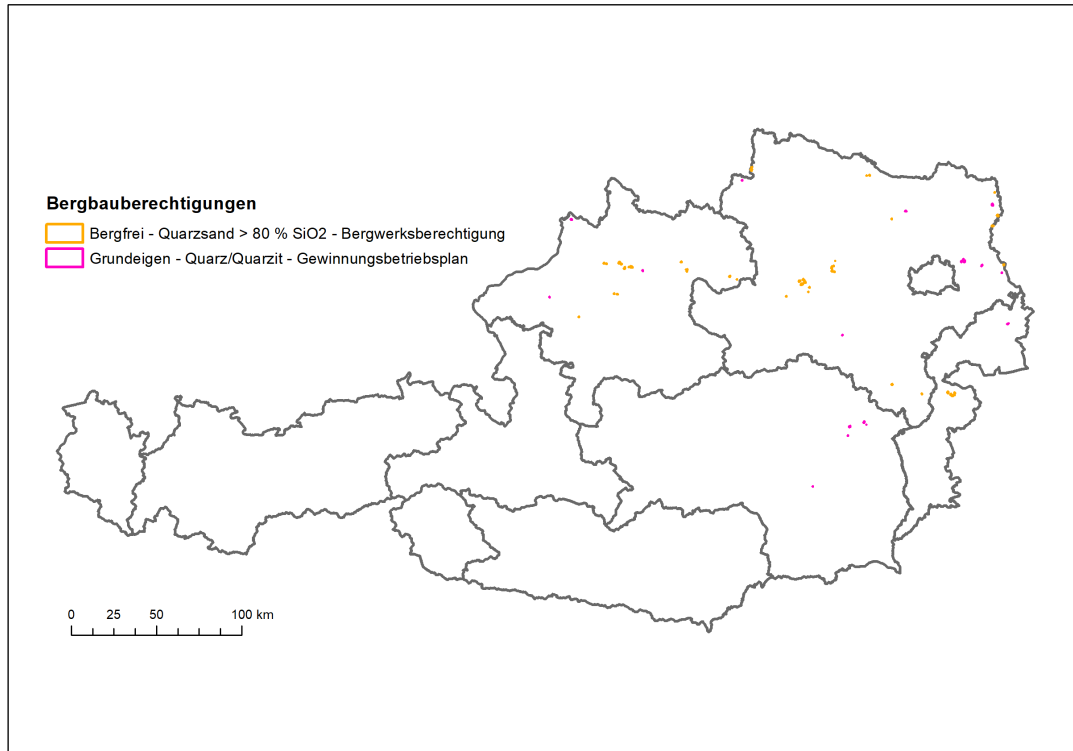 Bergbauberechtigungen
Bergfrei - Quarzsand > 80 % SiO2 - Bergwerksberechtigung
Grundeigen - Quarz/Quarzit - Gewinnungsbetriebsplan
0 25 50 100 km